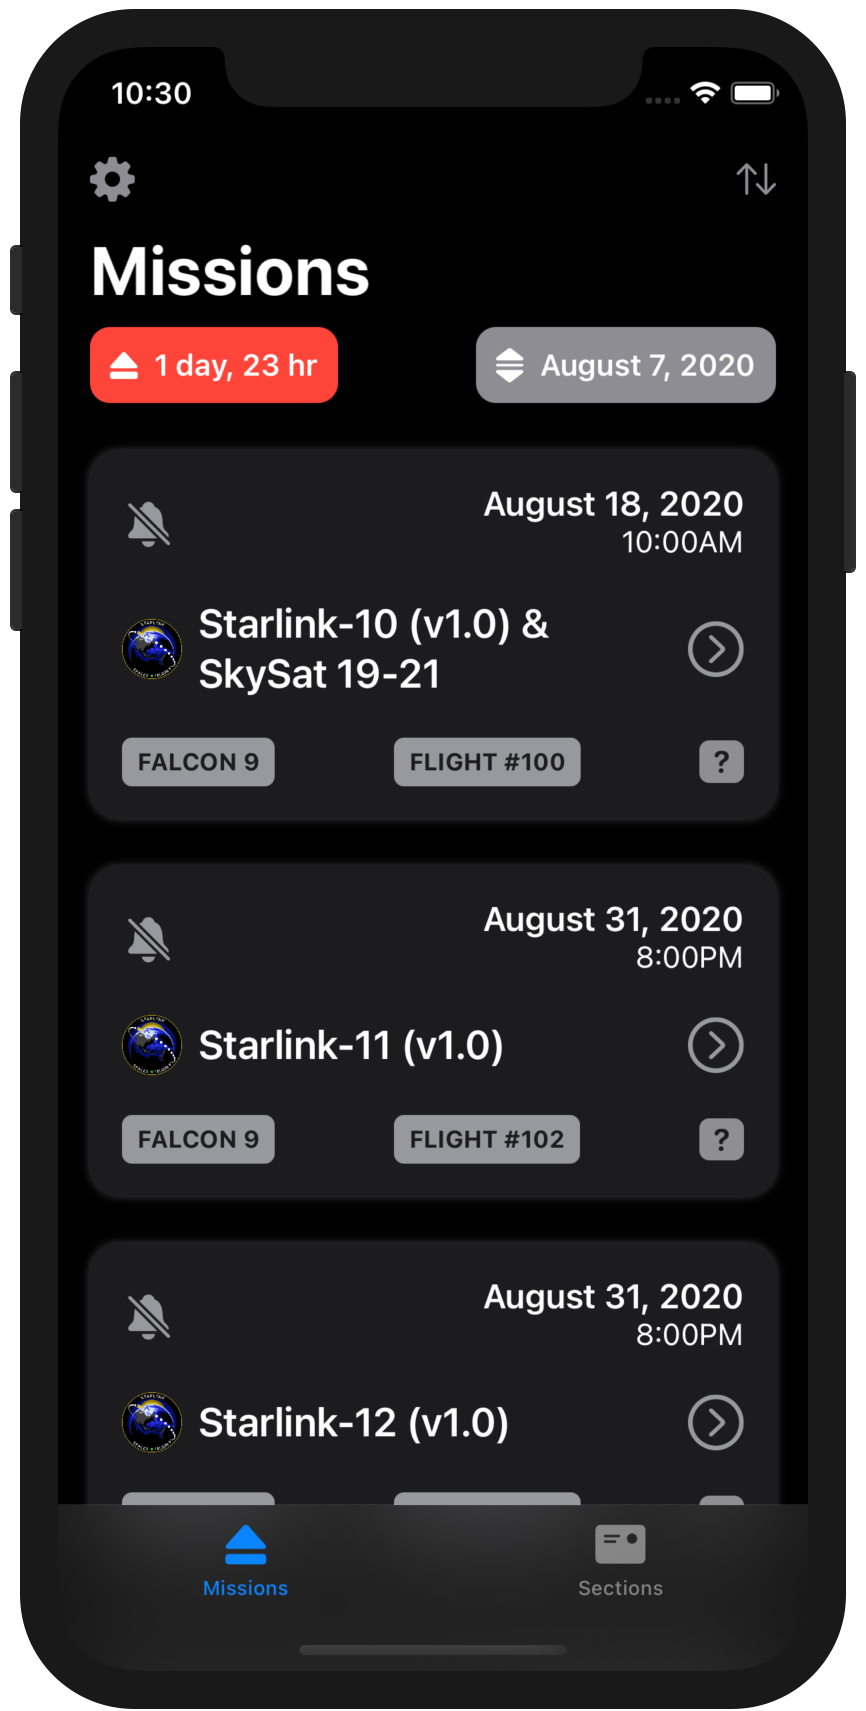 10:30
Missions
1 day, 23 hr
August 7, 2020
August 18, 2020
10:00AM
Starlink-10 (v1.0) &
SkySat 19-21
FALCON 9
FLIGHT #100
?
August 31, 2020
8:00PM
STARLINK
Starlink-11 (v1.0)
FALCON 9
FLIGHT #102
?
August 31, 2020
8:00PM
Starlink-12 (v1.0)
Missions
Sections